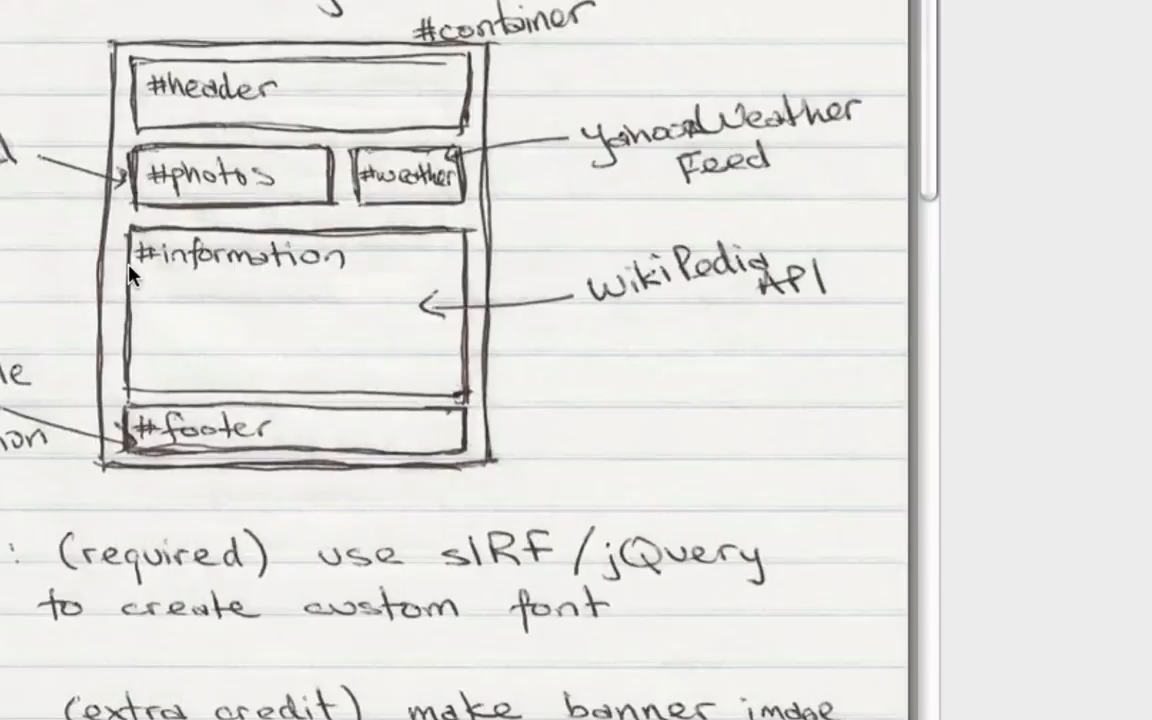 #container
#header
Yahoo Weather
Feed
#photos
#weather
#information
WikiPedia
API
#footer
: (required) use sIRF/jQuery
to create custom font
(extra credit) make banner image